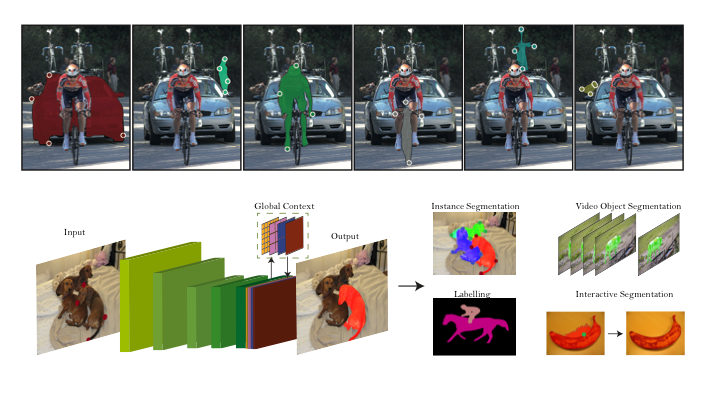 Global Context
Instance Segmentation
Video Object Segmentation
Input
Output
Labelling
Interactive Segmentation